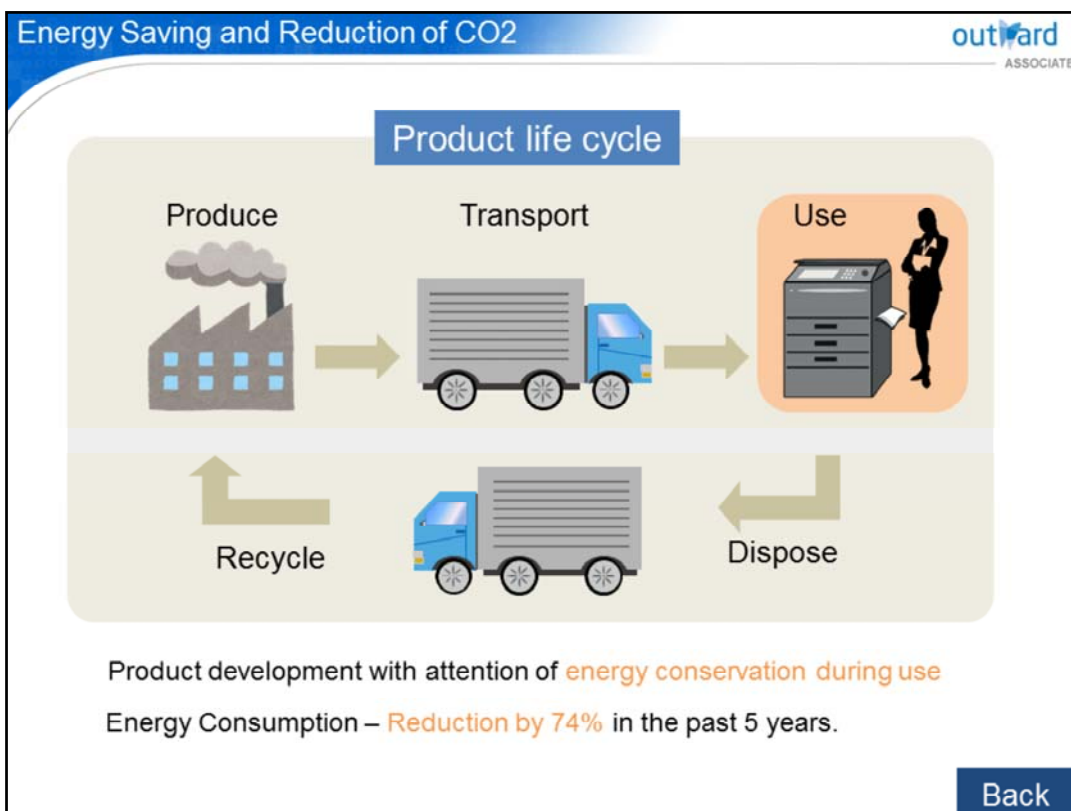 Energy Saving and Reduction of CO2
outward
ASSOCIATE
Product life cycle
Produce
Transport
Use
Recycle
Dispose
Product development with attention of energy conservation during use
Energy Consumption – Reduction by 74% in the past 5 years.
Back